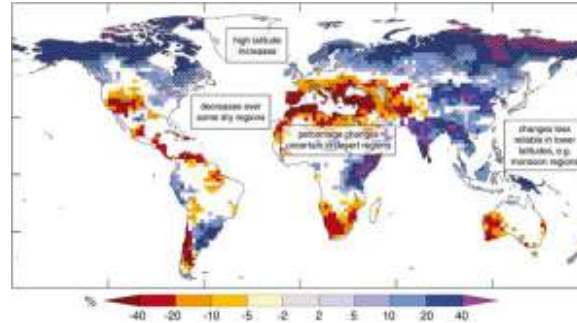 high latitude
increases
decreases over
some dry regions
percentage changes
uncertain in desert regions
changes less
reliable in lower
latitudes, e.g.
monsoon regions
% -40 -20 -10 -5 -2 2 5 10 20 40